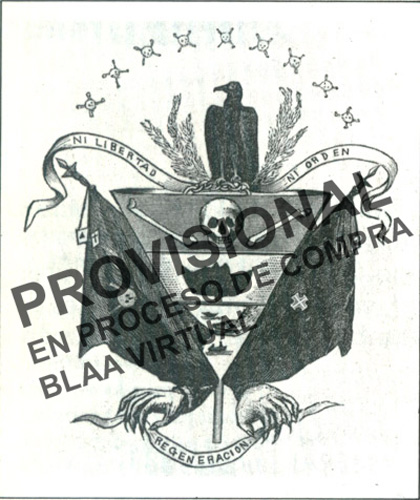 NI LIBERTAD
NI ORDEN
PROVISIONAL
EN PROCESO DE COMPRA
BLAA VIRTUAL
REGENERACION